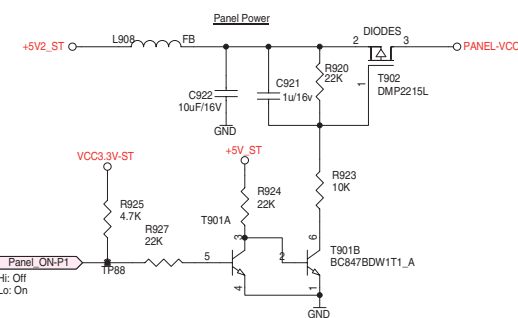 Panel Power
DIODES
+5V2_ST
L908
FB
2
3
PANEL-VCC
R920
22K
C921
1u/16v
T902
DMP2215L
1
C922
10uF/16V
GND
VCC3.3V-ST
+5V_ST
R923
10K
R925
4.7K
R924
22K
R927
22K
T901A
T901B
BC847BDW1T1_A
3
6
5
2
Panel_ON-P1
TP88
Hi: Off
Lo: On
4
1
GND